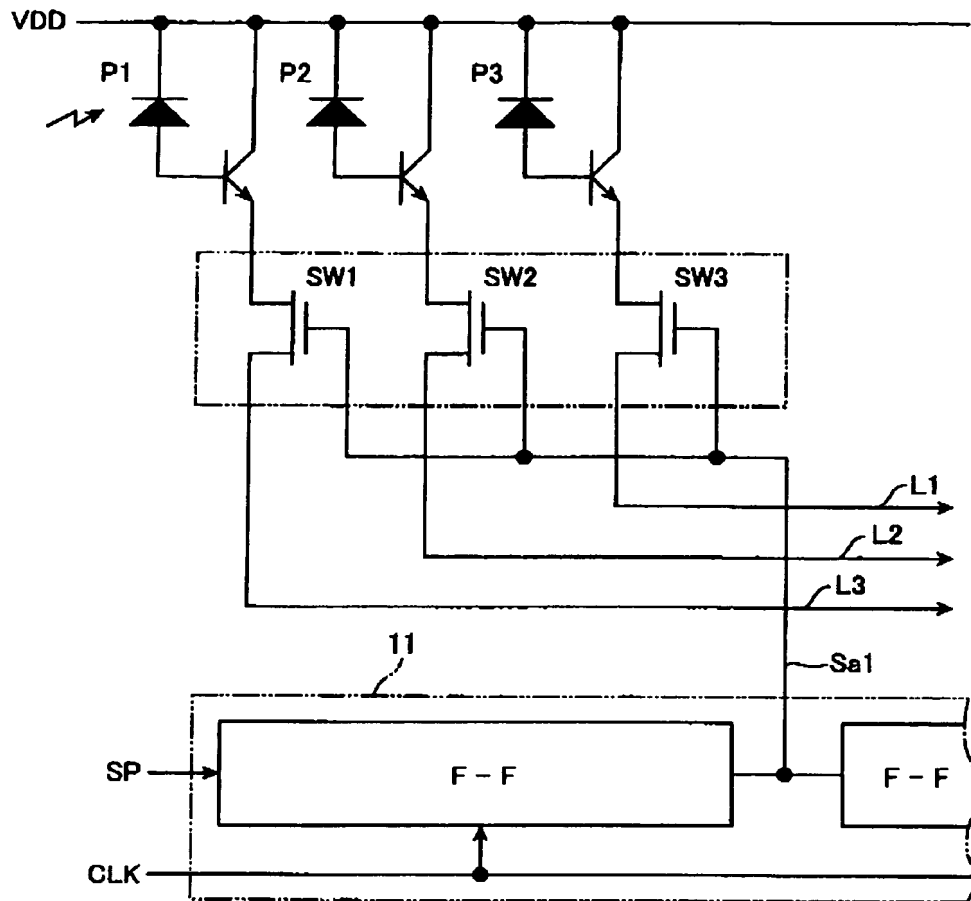 VDD
P1 P2 P3
SW1 SW2 SW3
L1
L2
L3
11
Sa1
SP
F - F F - F
CLK